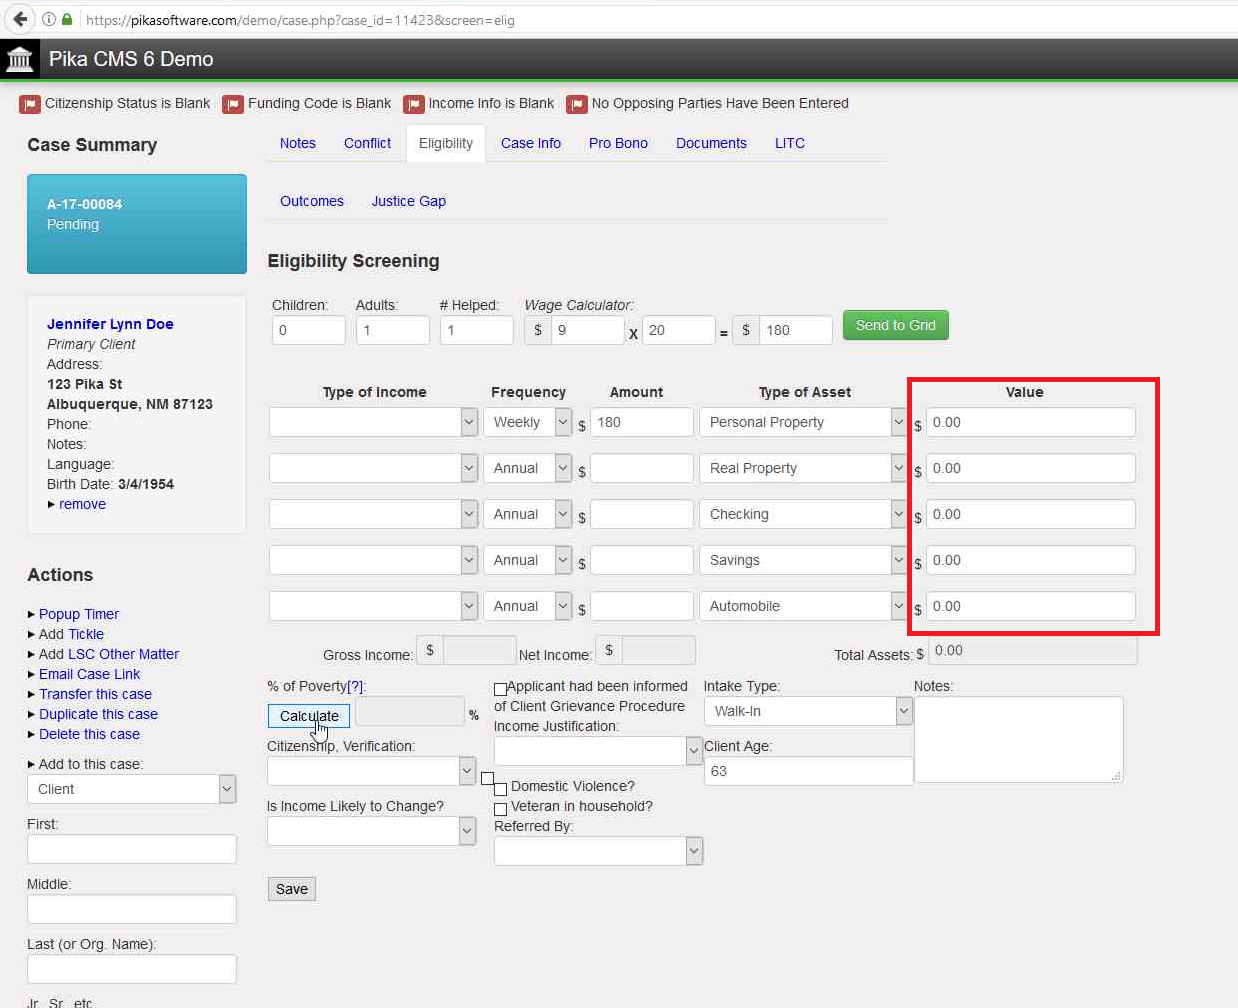 https://pikasoftware.com/demo/case.php?case_id=11423&screen=elig
Pika CMS 6 Demo
Citizenship Status is Blank Funding Code is Blank Income Info is Blank No Opposing Parties Have Been Entered
Case Summary
A-17-00084
Pending
Jennifer Lynn Doe
Primary Client
Address:
123 Pika St
Albuquerque, NM 87123
Phone:
Notes:
Language:
Birth Date: 3/4/1954
remove
Actions
Popup Timer
Add Tickle
Add LSC Other Matter
Email Case Link
Transfer this case
Duplicate this case
Delete this case
Add to this case:
Client
First:
Middle:
Last (or Org. Name):
Jr., Sr., etc.
Notes Conflict Eligibility Case Info Pro Bono Documents LITC
Outcomes Justice Gap
Eligibility Screening
Children: Adults: # Helped: Wage Calculator:
0 1 1 $ 9 X 20 = $ 180 Send to Grid
Type of Income Frequency Amount Type of Asset Value
Weekly $ 180 Personal Property $ 0.00
Annual $ Real Property $ 0.00
Annual $ Checking $ 0.00
Annual $ Savings $ 0.00
Annual $ Automobile $ 0.00
Gross Income: $ Net Income: $ Total Assets: $ 0.00
% of Poverty[?]:
Calculate %
Citizenship, Verification:
Is Income Likely to Change?
Save
Applicant had been informed
of Client Grievance Procedure
Income Justification:
Domestic Violence?
Veteran in household?
Referred By:
Intake Type:
Walk-In
Client Age:
63
Notes: